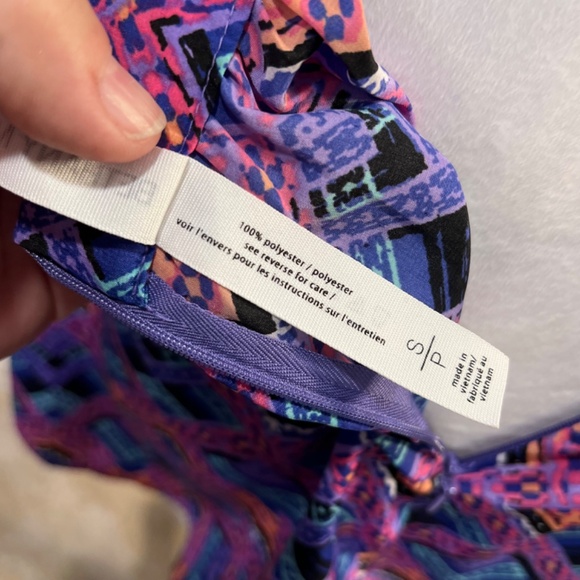 100% polyester / polyester
see reverse for care /
voir l'envers pour les instructions sur l'entretien
S/P
made in
vietnam/
fabriqué au
vietnam